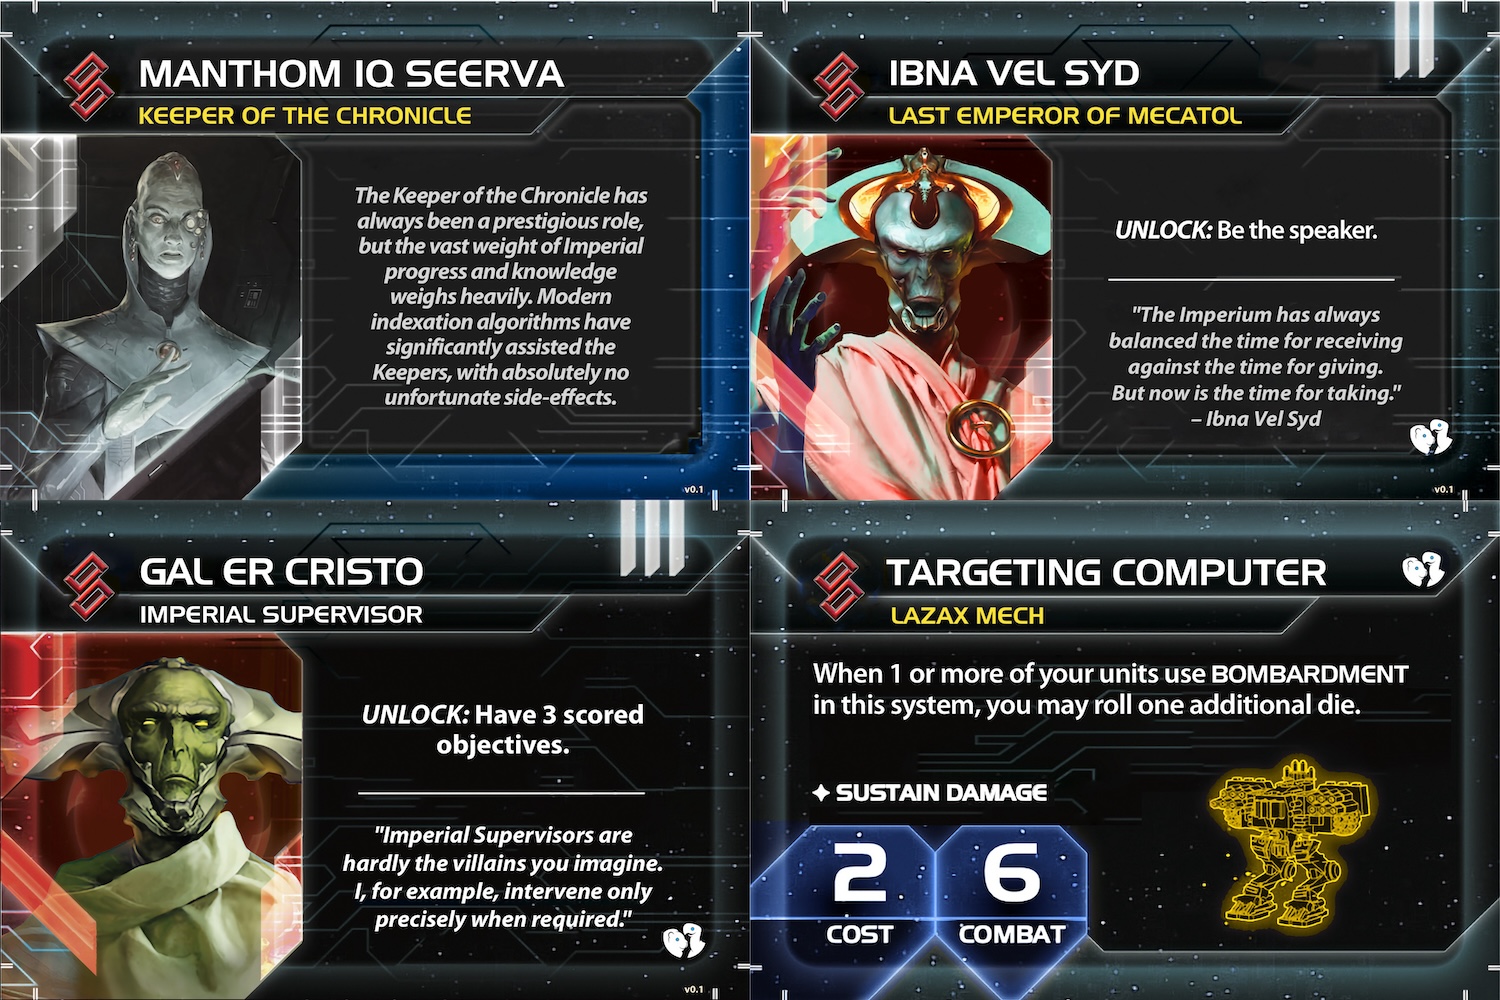 MANTHOM IQ SEERVA
KEEPER OF THE CHRONICLE
The Keeper of the Chronicle has
always been a prestigious role,
but the vast weight of Imperial
progress and knowledge
weighs heavily. Modern
indexation algorithms have
significantly assisted the
Keepers, with absolutely no
unfortunate side-effects.
v0.1
IBNA VEL SYD
LAST EMPEROR OF MECATOL
UNLOCK: Be the speaker.
"The Imperium has always
balanced the time for receiving
against the time for giving.
But now is the time for taking."
– Ibna Vel Syd
v0.1
GAL ER CRISTO
IMPERIAL SUPERVISOR
UNLOCK: Have 3 scored
objectives.
"Imperial Supervisors are
hardly the villains you imagine.
I, for example, intervene only
precisely when required."
v0.1
TARGETING COMPUTER
LAZAX MECH
When 1 or more of your units use BOMBARDMENT
in this system, you may roll one additional die.
SUSTAIN DAMAGE
2 6
COST COMBAT